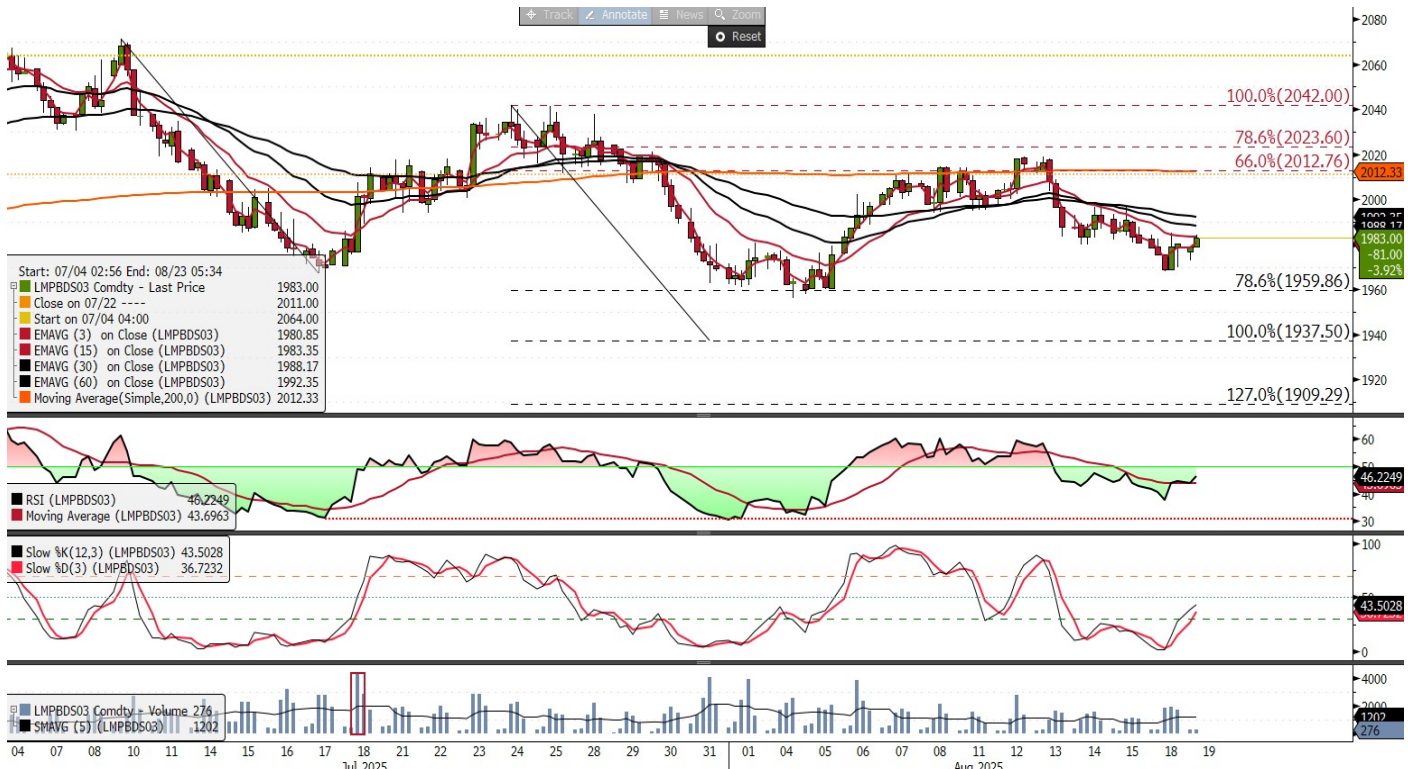 Track Annotate News Zoom
Reset
2080
2060
2040
2020
2012.33
2000
1992.35
1988.17
1983.00
-81.00
-3.92%
1960
1940
1920
100.0%(2042.00)
78.6%(2023.60)
66.0%(2012.76)
78.6%(1959.86)
100.0%(1937.50)
127.0%(1909.29)
Start: 07/04 02:56 End: 08/23 05:34
LMPBDS03 Comdty - Last Price 1983.00
Close on 07/22 ---- 2011.00
Start on 07/04 04:00 2064.00
EMAVG (3) on Close (LMPBDS03) 1980.85
EMAVG (15) on Close (LMPBDS03) 1983.35
EMAVG (30) on Close (LMPBDS03) 1988.17
EMAVG (60) on Close (LMPBDS03) 1992.35
Moving Average(Simple,200,0) (LMPBDS03) 2012.33
60
50
46.2249
40
30
RSI (LMPBDS03) 46.2249
Moving Average (LMPBDS03) 43.6963
100
50
43.5028
36.7232
0
Slow %K(12,3) (LMPBDS03) 43.5028
Slow %D(3) (LMPBDS03) 36.7232
4000
2000
1202
276
LMPBDS03 Comdty - Volume 276
SMAVG (5) (LMPBDS03) 1202
04 07 08 10 11 14 15 16 17 18 21 22 23 24 25 28 29 30 31 01 04 05 06 07 08 11 12 13 14 15 18 19
Jul 2025 Aug 2025